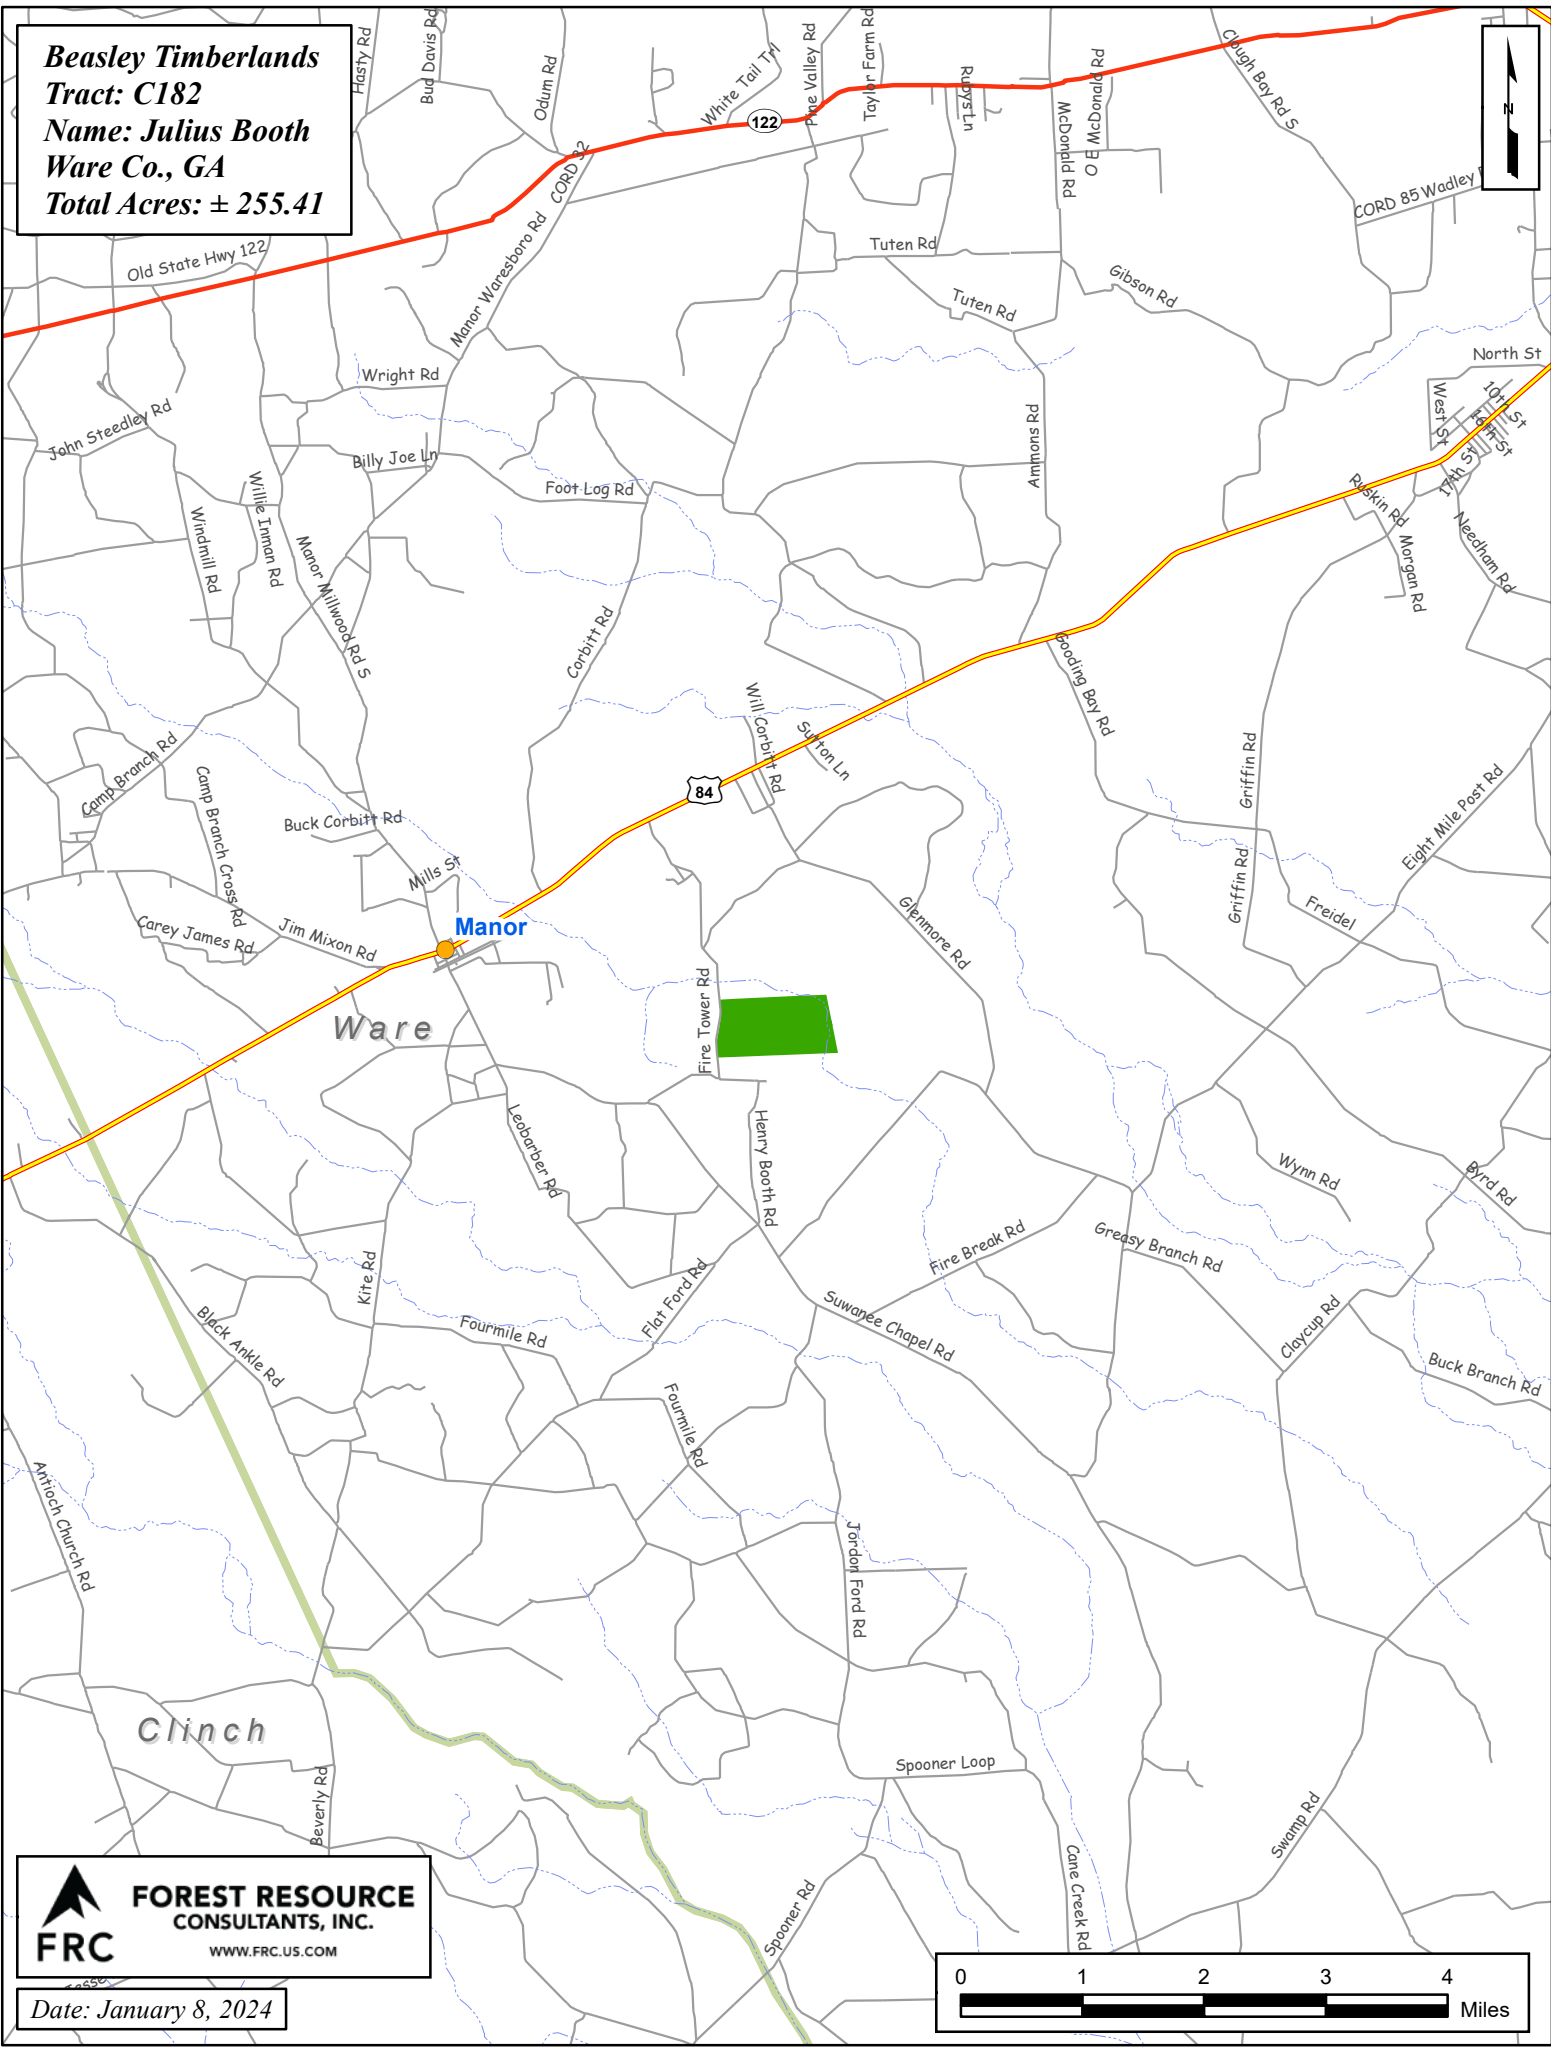 Beasley Timberlands
Tract: C182
Name: Julius Booth
Ware Co., GA
Total Acres: ± 255.41
Hasty Rd
Bud Davis Rd
Odum Rd
White Tail Trl
Pine Valley Rd
Taylor Farm Rd
Rubys Ln
McDonald Rd
O E McDonald Rd
Clough Bay Rd S
N
122
CORD 32
Manor Waresboro Rd
CORD 85 Wadley
Old State Hwy 122
Tuten Rd
Tuten Rd
Gibson Rd
Wright Rd
North St
West St
10th St
16th St
17th St
John Steedley Rd
Billy Joe Ln
Foot Log Rd
Ammons Rd
Ruskin Rd
Morgan Rd
Needham Rd
Windmill Rd
Willie Inman Rd
Manor Millwood Rd S
Corbitt Rd
Gooding Bay Rd
Will Corbitt Rd
Sutton Ln
84
Camp Branch Rd
Camp Branch Cross Rd
Buck Corbitt Rd
Mills St
Griffin Rd
Griffin Rd
Eight Mile Post Rd
Freidel
Carey James Rd
Jim Mixon Rd
Manor
Glenmore Rd
Ware
Fire Tower Rd
Leobarber Rd
Henry Booth Rd
Wynn Rd
Byrd Rd
Kite Rd
Fire Break Rd
Greasy Branch Rd
Black Ankle Rd
Fourmile Rd
Flat Ford Rd
Suwanee Chapel Rd
Claycup Rd
Buck Branch Rd
Fourmile Rd
Antioch Church Rd
Jordon Ford Rd
Clinch
Beverly Rd
Spooner Loop
Swamp Rd
Cane Creek Rd
Spooner Rd
FRC
FOREST RESOURCE
CONSULTANTS, INC.
WWW.FRC.US.COM
Date: January 8, 2024
0 1 2 3 4
Miles